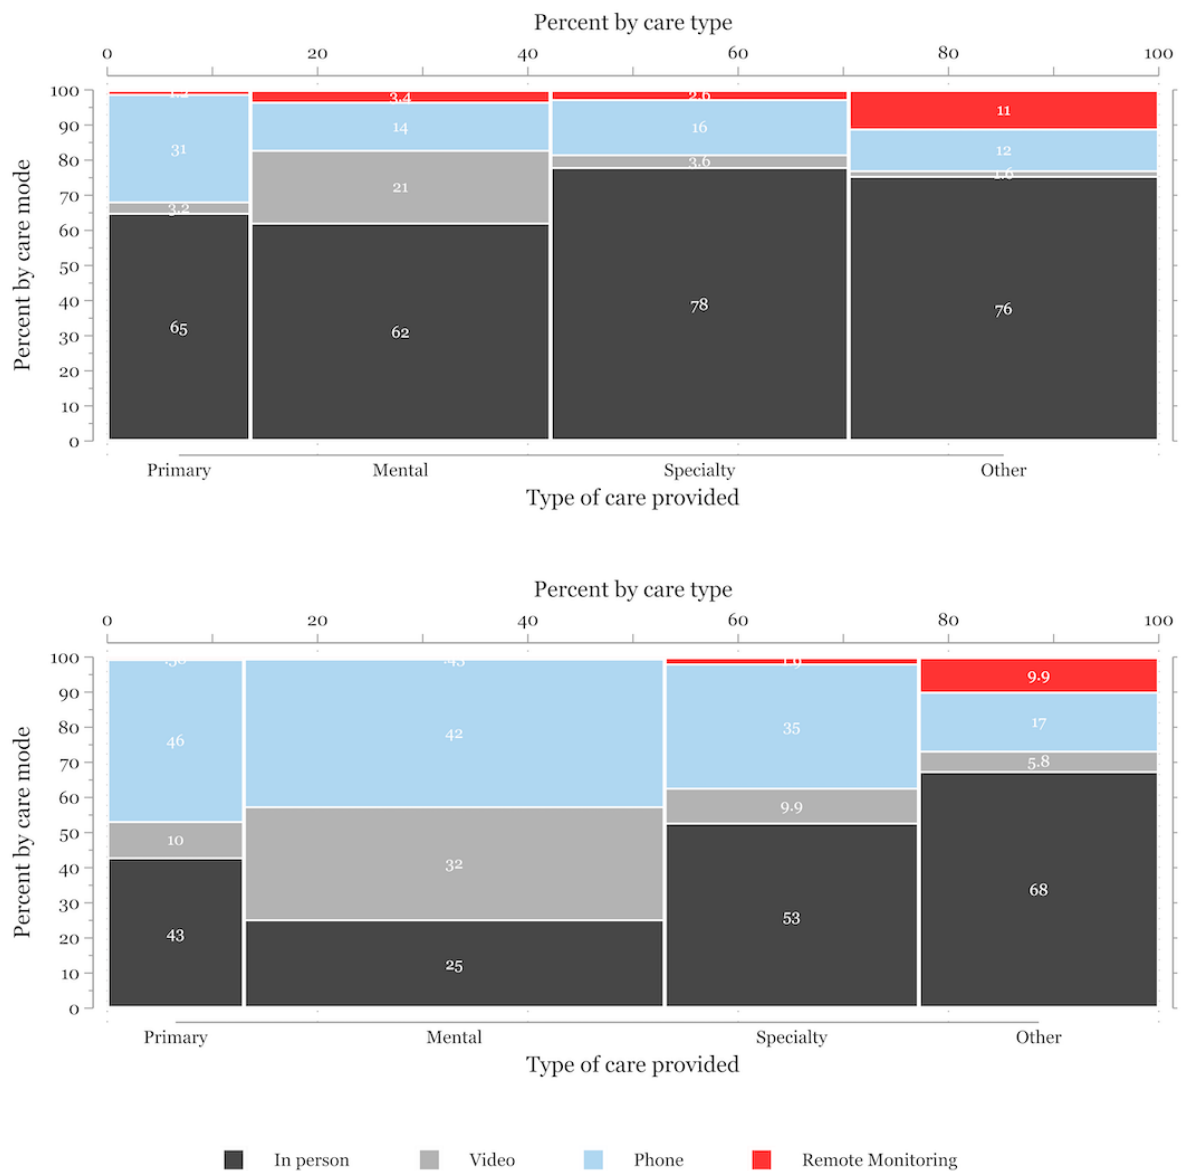 Percent by care type
0 20 40 60 80 100
Percent by care mode
100
90
80
70
60
50
40
30
20
10
0
3.4 2.6 11
31 14 16 12
3.2 21 3.6 1.6
65 62 78 76
Primary Mental Specialty Other
Type of care provided
Percent by care type
0 20 40 60 80 100
Percent by care mode
100
90
80
70
60
50
40
30
20
10
0
1.9 9.9
46 42 35 17
10 32 9.9 5.8
43 25 53 68
Primary Mental Specialty Other
Type of care provided
In person Video Phone Remote Monitoring